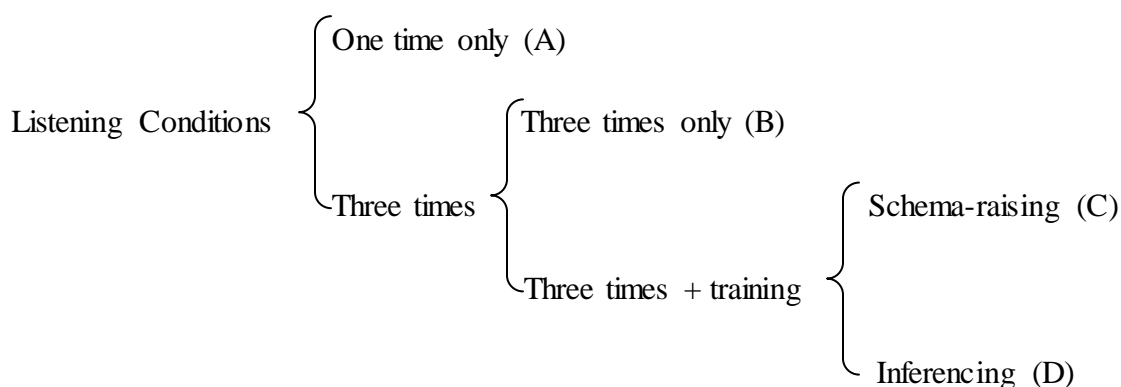 One time only (A)
Listening Conditions
Three times only (B)
Three times
Schema-raising (C)
Three times + training
Inferencing (D)